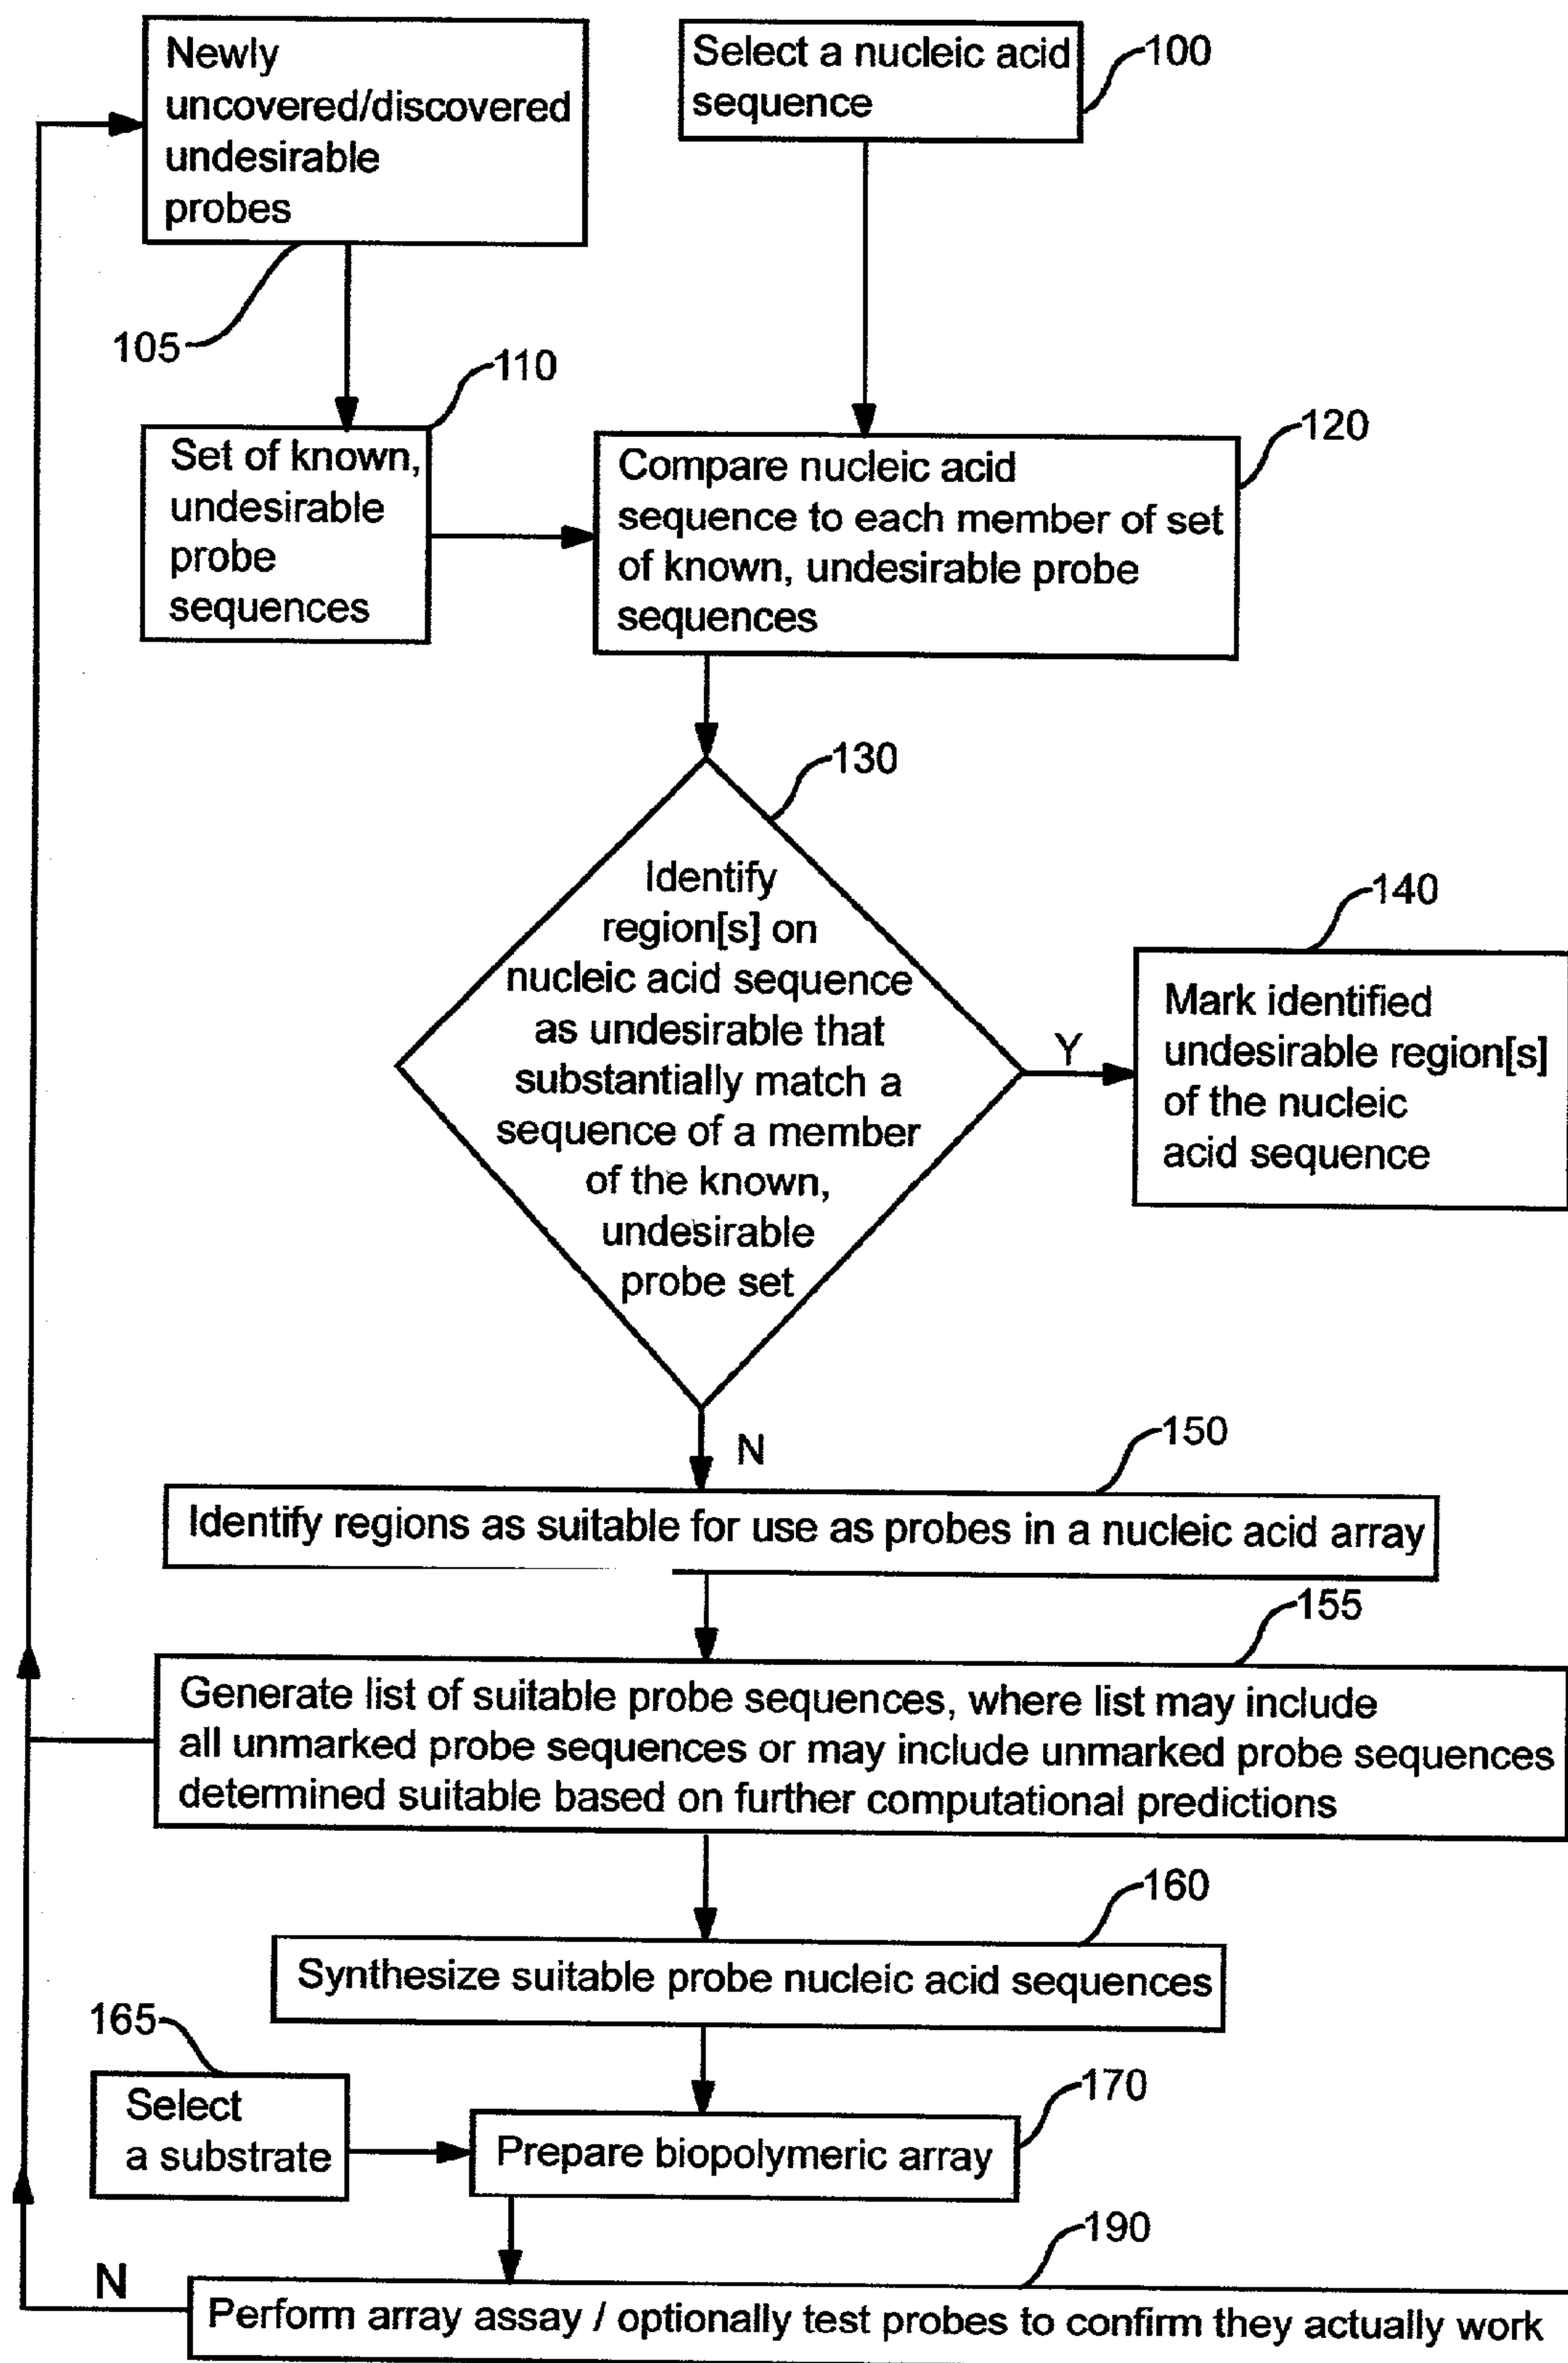 Newly
uncovered/discovered
undesirable
probes
105
Select a nucleic acid
sequence
100
110
Set of known,
undesirable
probe
sequences
120
Compare nucleic acid
sequence to each member of set
of known, undesirable probe
sequences
130
Identify
region[s] on
nucleic acid sequence
as undesirable that
substantially match a
sequence of a member
of the known,
undesirable
probe set
Y
140
Mark identified
undesirable region[s]
of the nucleic
acid sequence
N
150
Identify regions as suitable for use as probes in a nucleic acid array
155
Generate list of suitable probe sequences, where list may include
all unmarked probe sequences or may include unmarked probe sequences
determined suitable based on further computational predictions
160
Synthesize suitable probe nucleic acid sequences
165
Select
a substrate
170
Prepare biopolymeric array
190
N
Perform array assay / optionally test probes to confirm they actually work